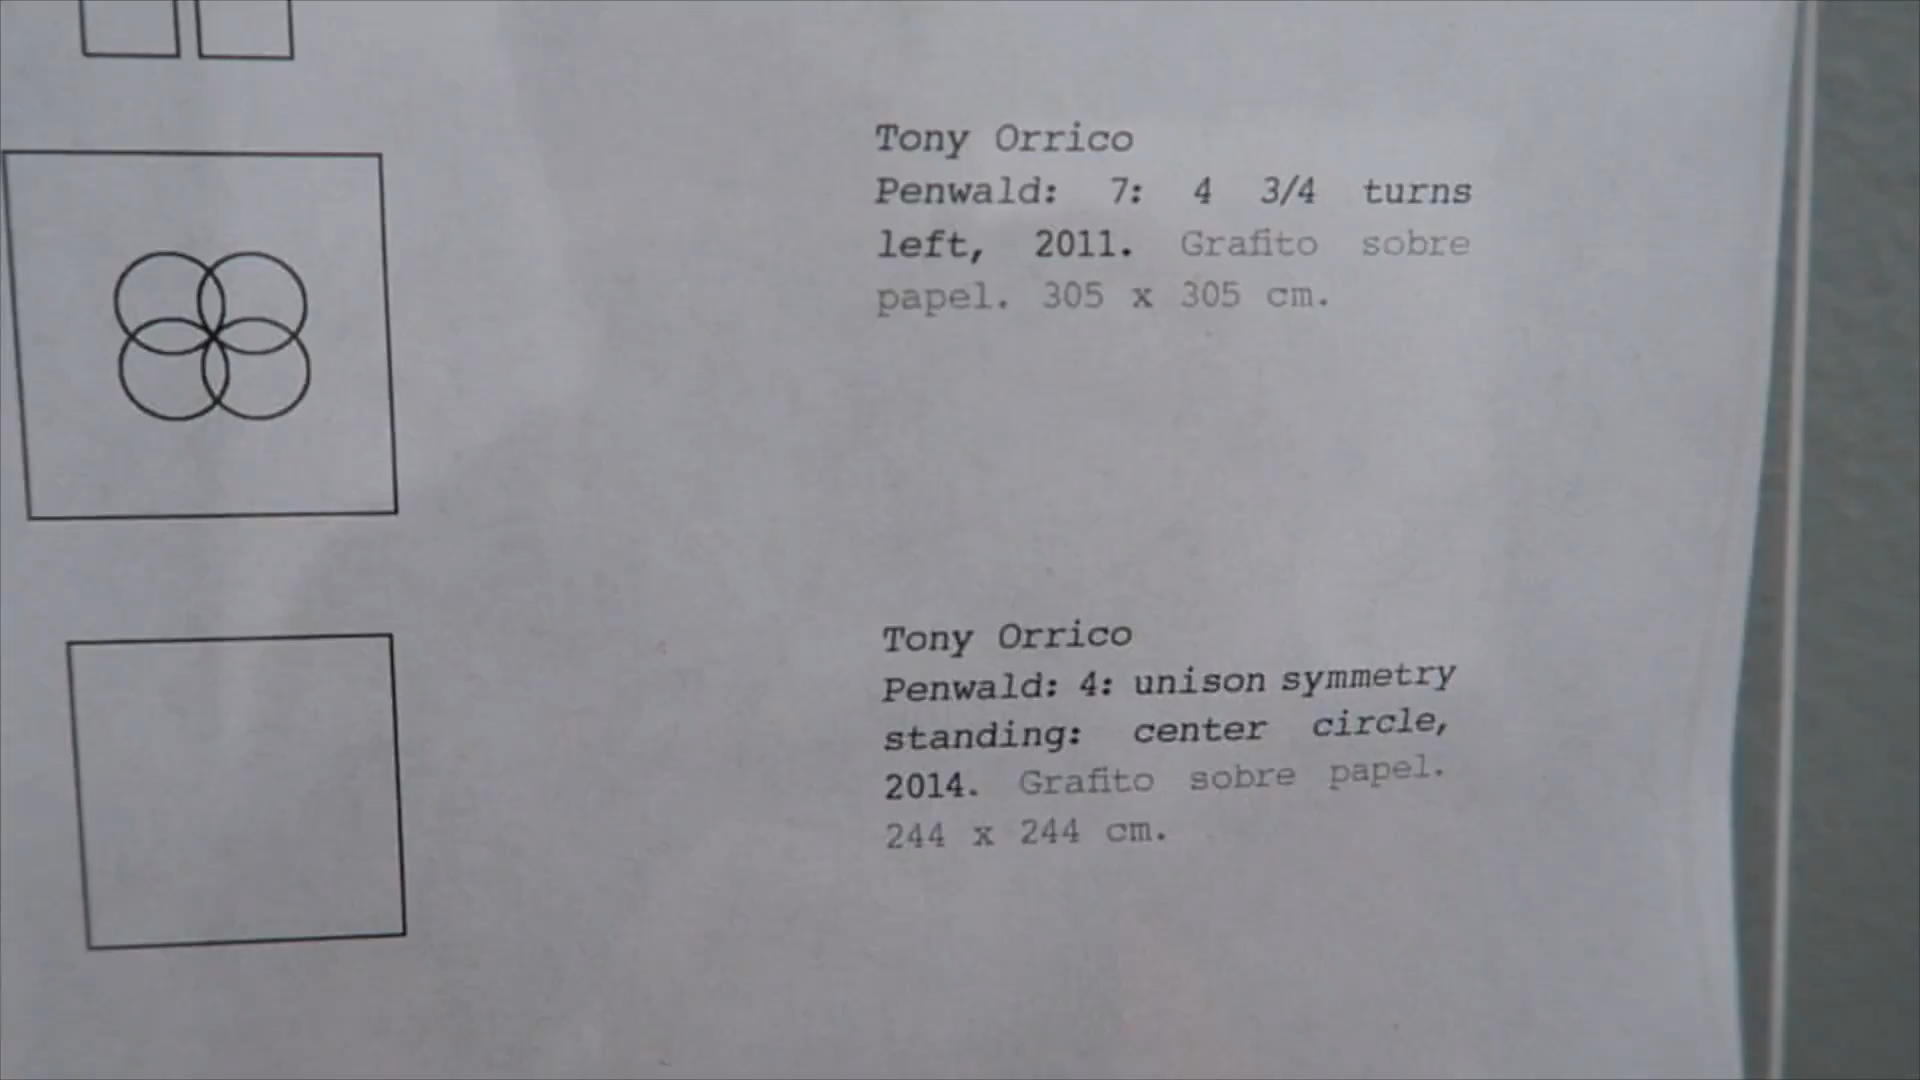 Tony Orrico
Penwald: 7: 4 3/4 turns
left, 2011. Grafito sobre
papel. 305 x 305 cm.
Tony Orrico
Penwald: 4: unison symmetry
standing: center circle,
2014. Grafito sobre papel.
244 x 244 cm.